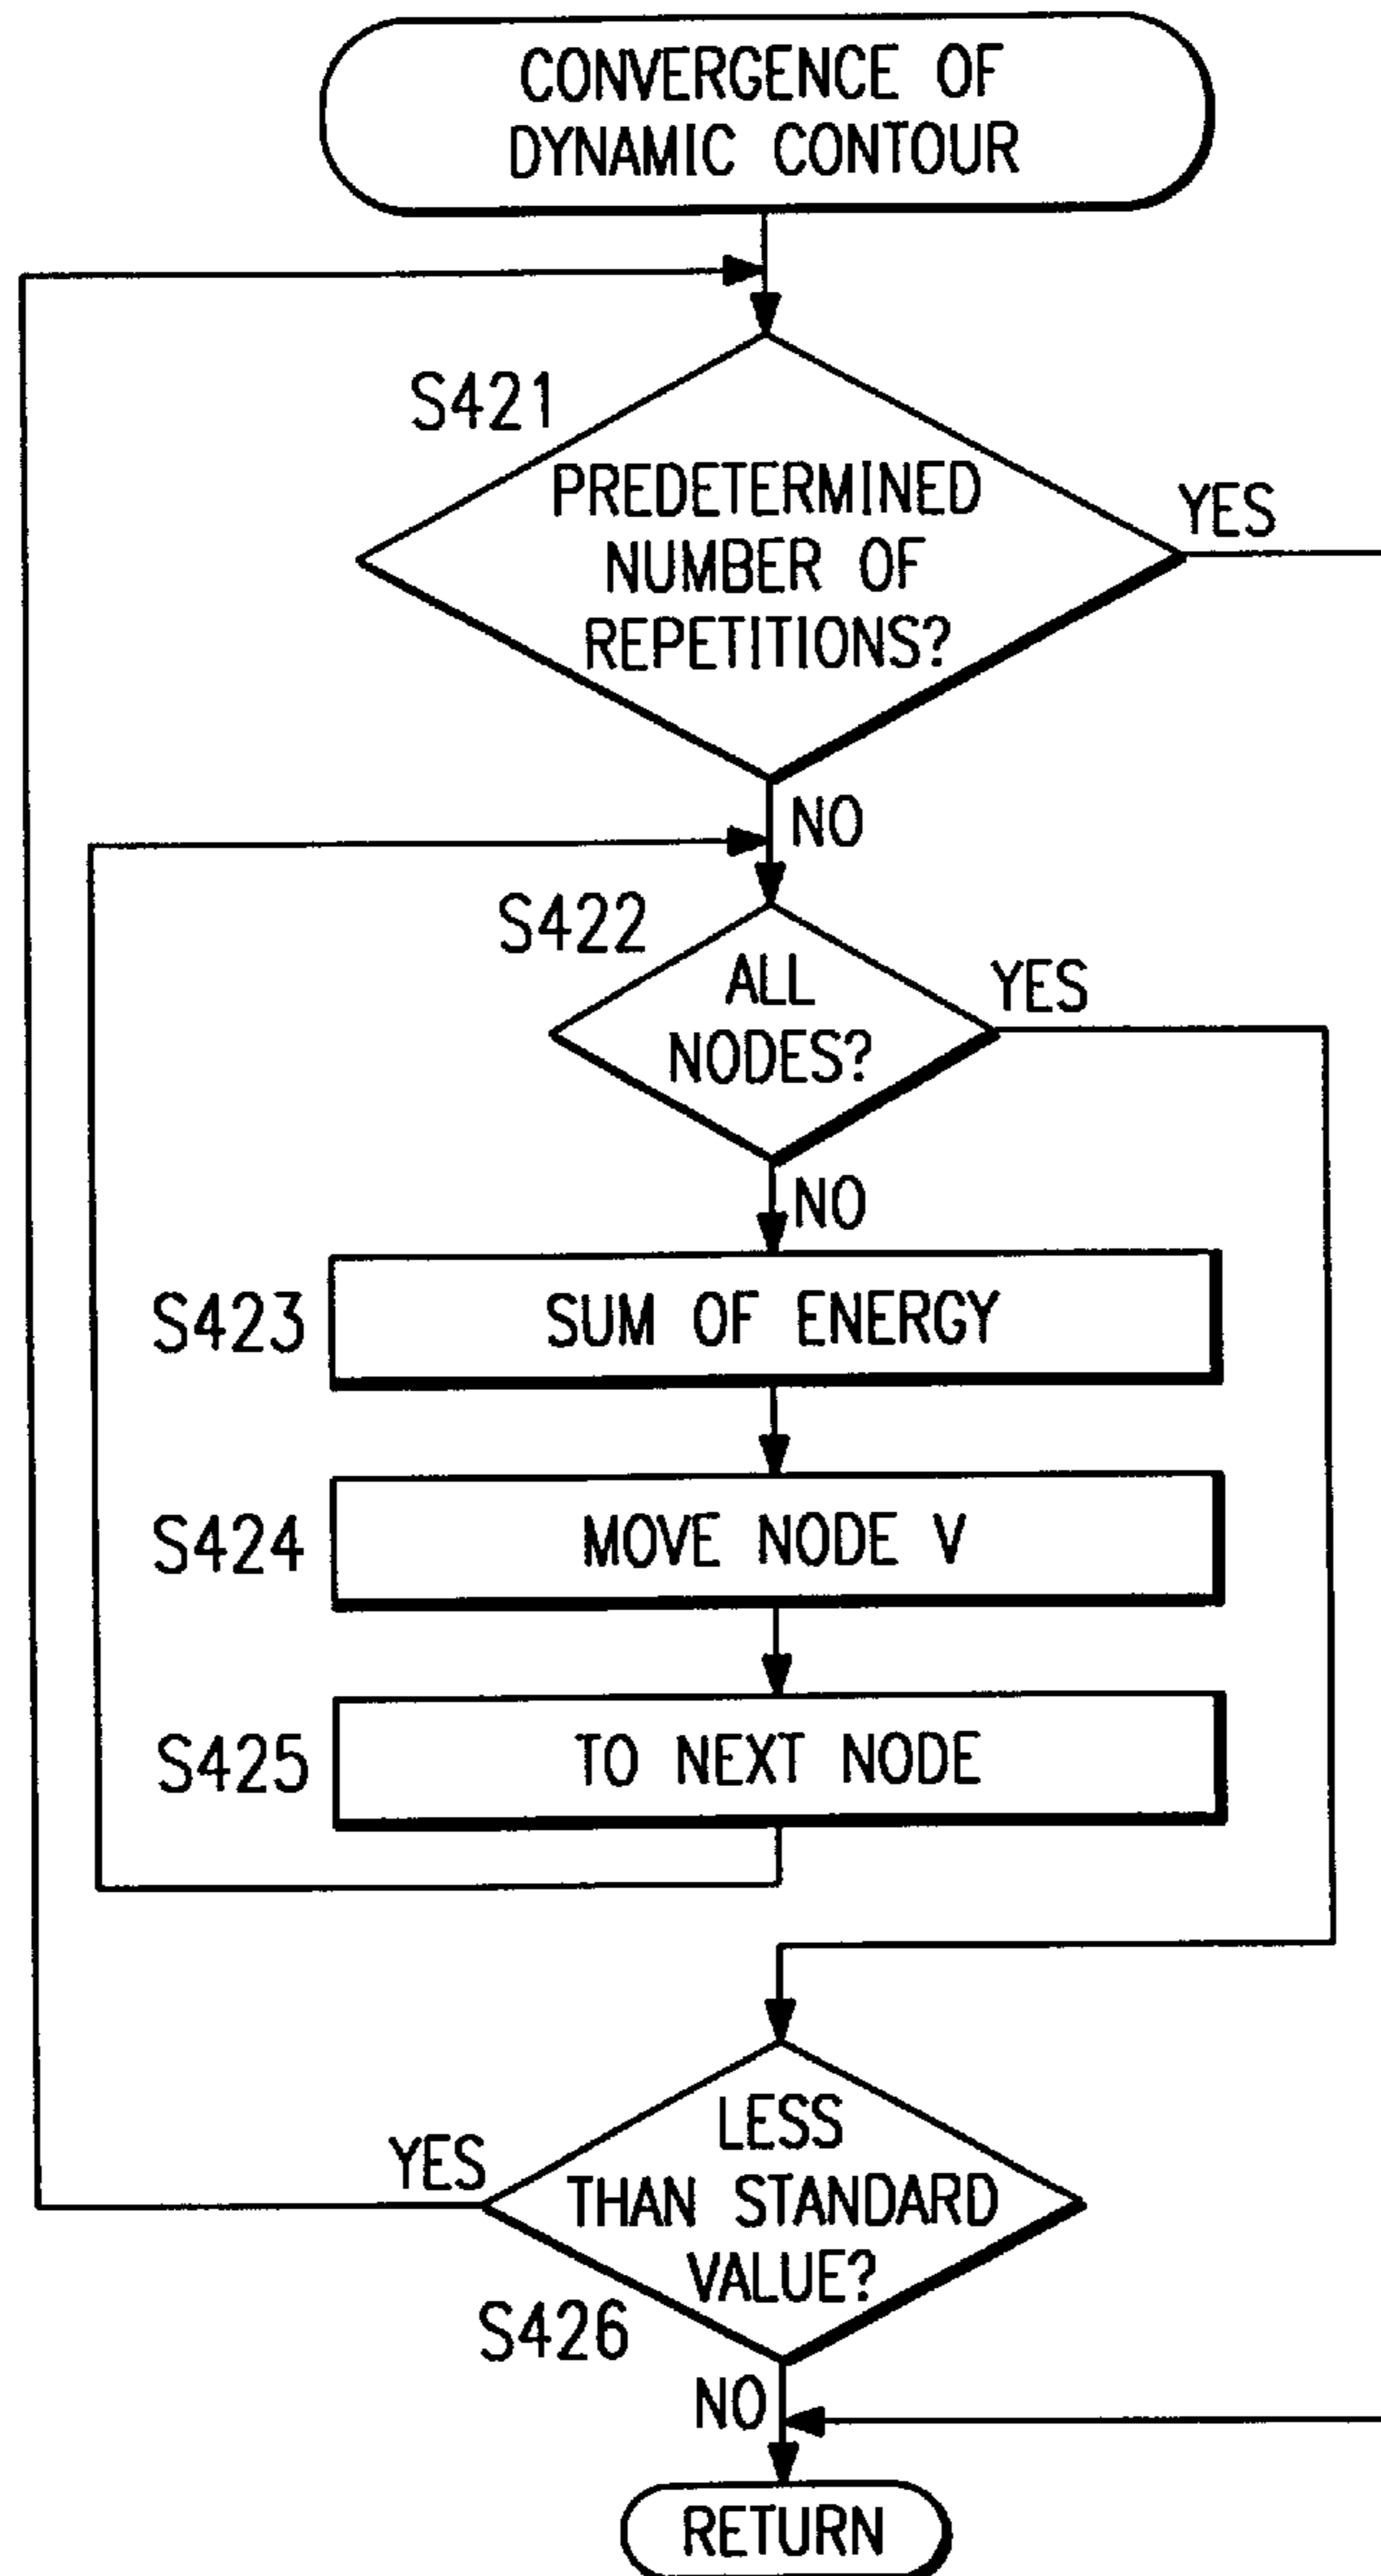 CONVERGENCE OF
DYNAMIC CONTOUR
S421
PREDETERMINED
NUMBER OF
REPETITIONS?
YES
NO
S422
ALL
NODES?
YES
NO
S423
SUM OF ENERGY
S424
MOVE NODE V
S425
TO NEXT NODE
LESS
THAN STANDARD
VALUE?
YES
S426
NO
RETURN